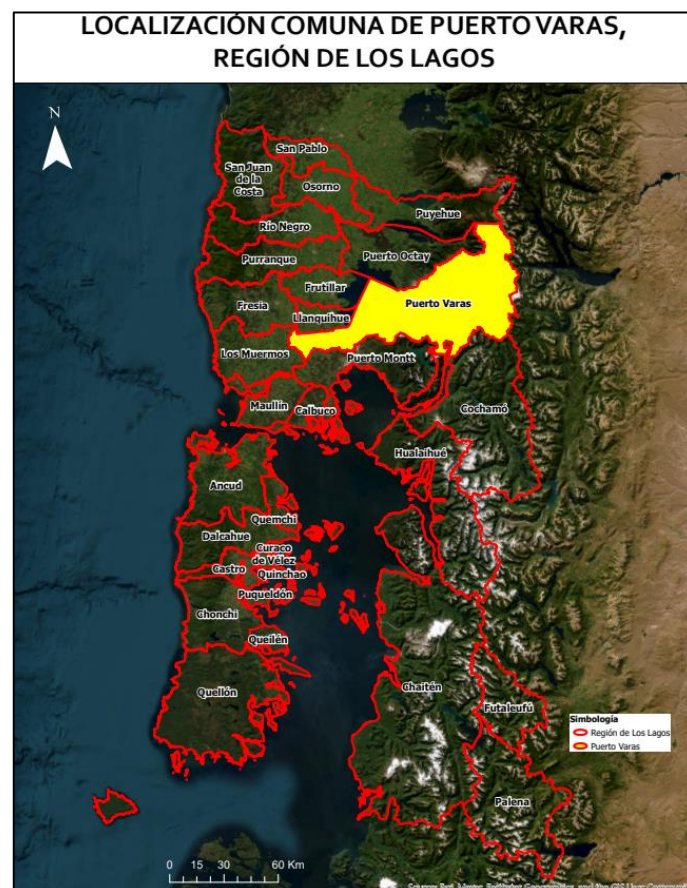 LOCALIZACIÓN COMUNA DE PUERTO VARAS,
REGIÓN DE LOS LAGOS
N
San Pablo
San Juan
de la
Costa
Osorno
Puyehue
Río Negro
Puerto Octay
Purranque
Frutillar
Puerto Varas
Fresia
Llanquihue
Los Muermos
Puerto Montt
Maullín
Calbuco
Cochamó
Hualaihué
Ancud
Quemchi
Dalcahue
Curaco
de Vélez
Castro
Quinchao
Puqueldón
Chonchi
Queilén
Quellón
Chaitén
Futaleufú
Simbología
Región de Los Lagos
Puerto Varas
Palena
0 15 30 60 Km